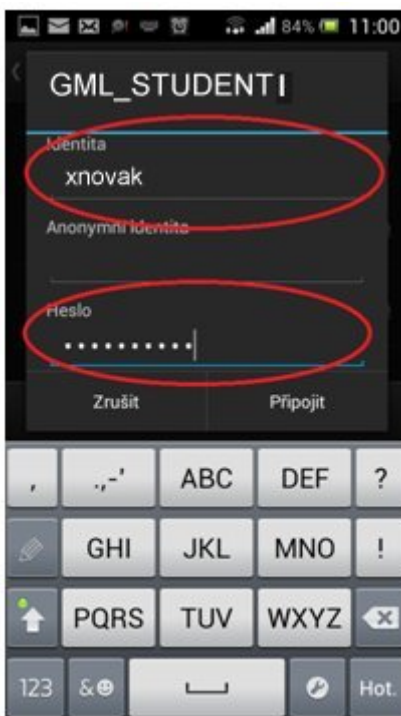 84% 11:00
GML_STUDENTI
Identita
xnovak
Anonymní identita
Heslo
••••••••••
Zrušit Připojit
, .,-' ABC DEF ?
GHI JKL MNO !
PQRS TUV WXYZ
123 & Hot.